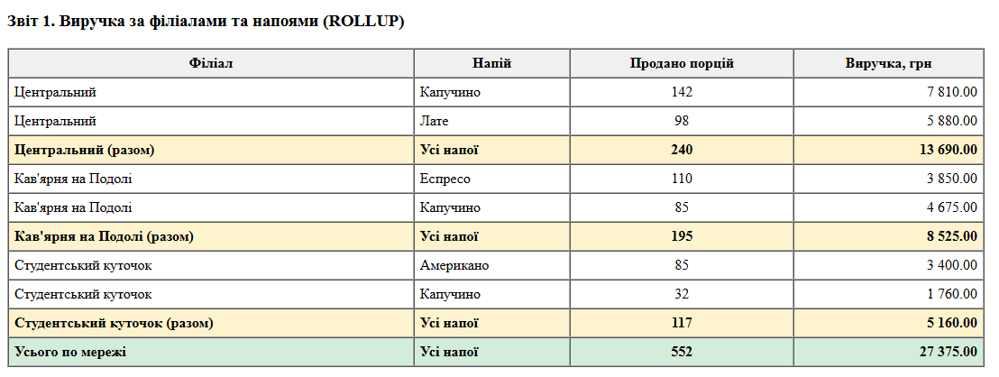 Звіт 1. Виручка за філіалами та напоями (ROLLUP)
Філіал Напій Продано порцій Виручка, грн
Центральний Капучино 142 7 810.00
Центральний Лате 98 5 880.00
Центральний (разом) Усі напої 240 13 690.00
Кав'ярня на Подолі Еспресо 110 3 850.00
Кав'ярня на Подолі Капучино 85 4 675.00
Кав'ярня на Подолі (разом) Усі напої 195 8 525.00
Студентський куточок Американо 85 3 400.00
Студентський куточок Капучино 32 1 760.00
Студентський куточок (разом) Усі напої 117 5 160.00
Усього по мережі Усі напої 552 27 375.00